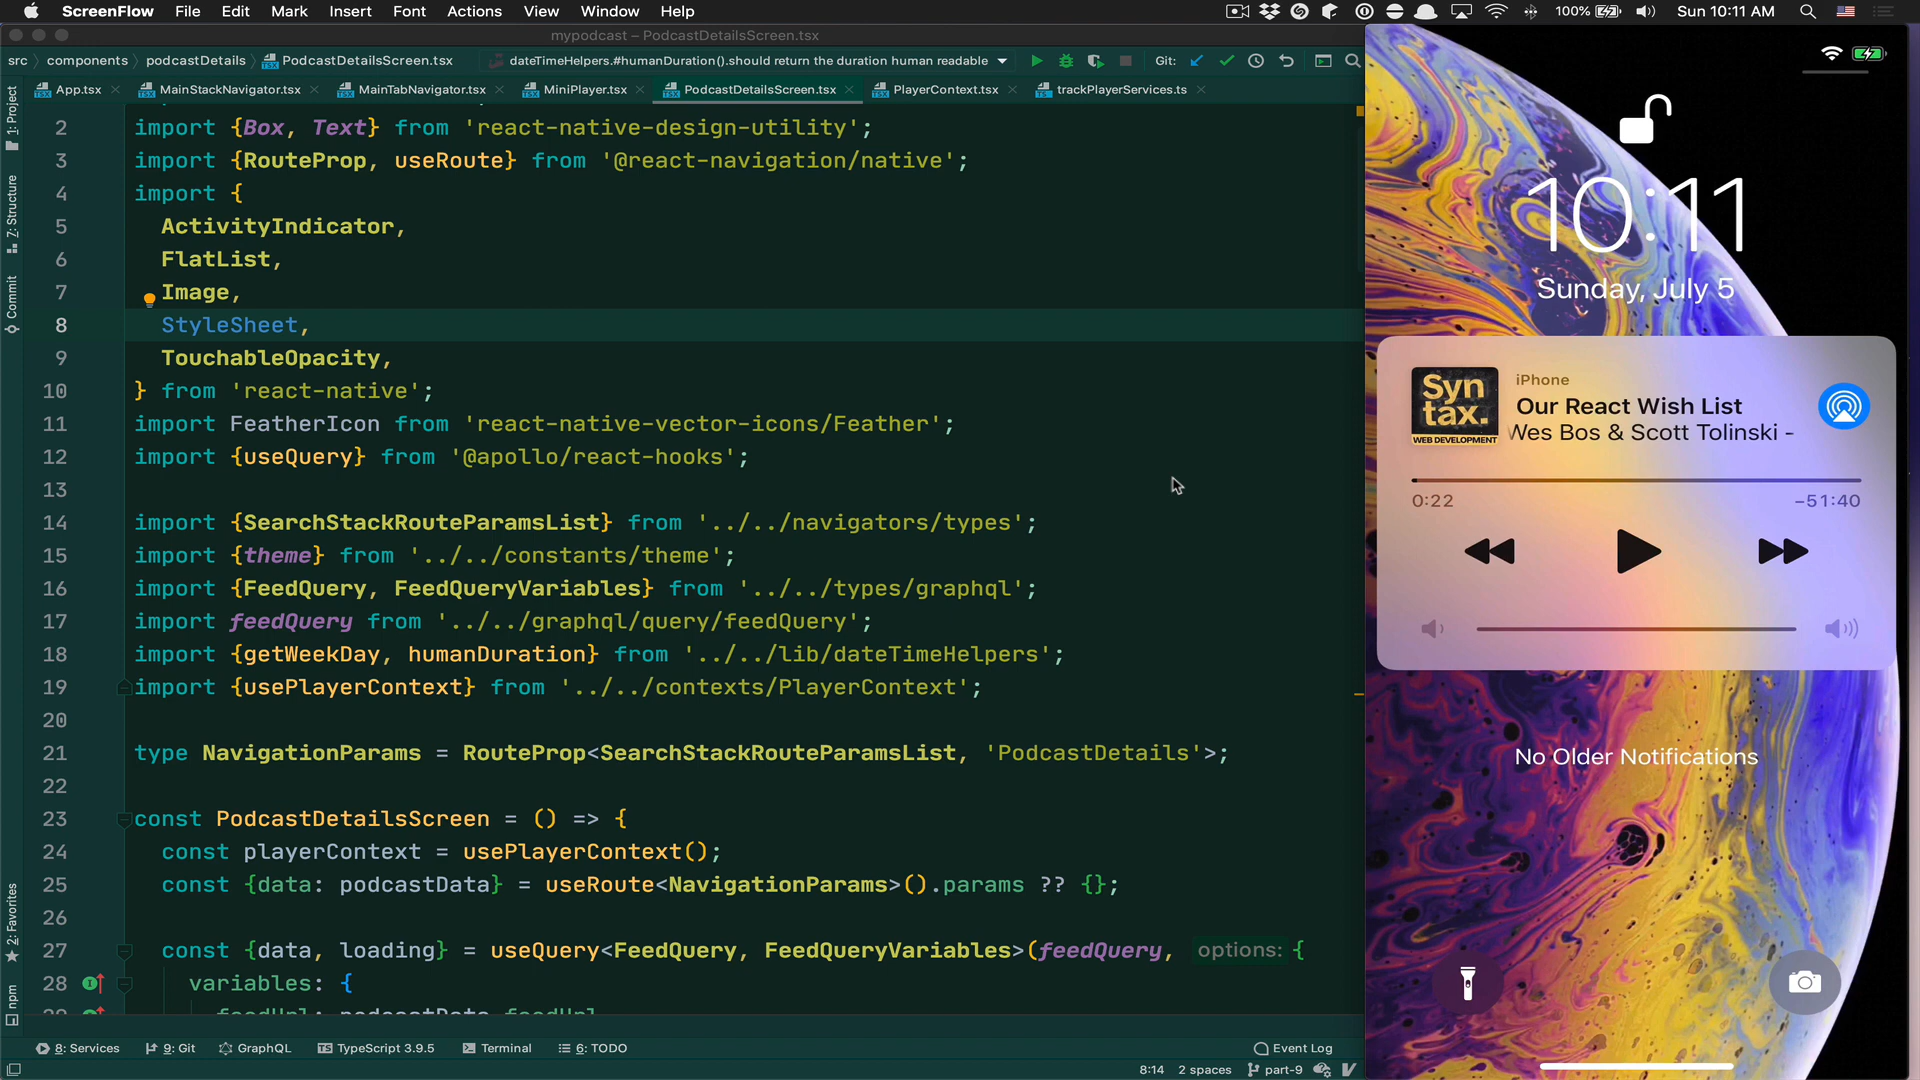 ScreenFlow File Edit Mark Insert Font Actions View Window Help 100% Sun 10:11 AM
mypodcast – PodcastDetailsScreen.tsx
src components podcastDetails PodcastDetailsScreen.tsx dateTimeHelpers.#humanDuration().should return the duration human readable Git:
App.tsx MainStackNavigator.tsx MainTabNavigator.tsx MiniPlayer.tsx PodcastDetailsScreen.tsx PlayerContext.tsx trackPlayerServices.ts
1: Project
7: Structure
Commit
2: Favorites
npm
2 import {Box, Text} from 'react-native-design-utility';
3 import {RouteProp, useRoute} from '@react-navigation/native';
4 import {
5 ActivityIndicator,
6 FlatList,
7 Image,
8 StyleSheet,
9 TouchableOpacity,
10 } from 'react-native';
11 import FeatherIcon from 'react-native-vector-icons/Feather';
12 import {useQuery} from '@apollo/react-hooks';
13
14 import {SearchStackRouteParamsList} from '../../navigators/types';
15 import {theme} from '../../constants/theme';
16 import {FeedQuery, FeedQueryVariables} from '../../types/graphql';
17 import feedQuery from '../../graphql/query/feedQuery';
18 import {getWeekDay, humanDuration} from '../../lib/dateTimeHelpers';
19 import {usePlayerContext} from '../../contexts/PlayerContext';
20
21 type NavigationParams = RouteProp<SearchStackRouteParamsList, 'PodcastDetails'>;
22
23 const PodcastDetailsScreen = () => {
24 const playerContext = usePlayerContext();
25 const {data: podcastData} = useRoute<NavigationParams>().params ?? {};
26
27 const {data, loading} = useQuery<FeedQuery, FeedQueryVariables>(feedQuery, options: {
28 variables: {
8: Services 9: Git GraphQL TypeScript 3.9.5 Terminal 6: TODO Event Log
8:14 2 spaces part-9
10:11
Sunday, July 5
Syn
tax.
WEB DEVELOPMENT
iPhone
Our React Wish List
Wes Bos & Scott Tolinski -
0:22 -51:40
No Older Notifications